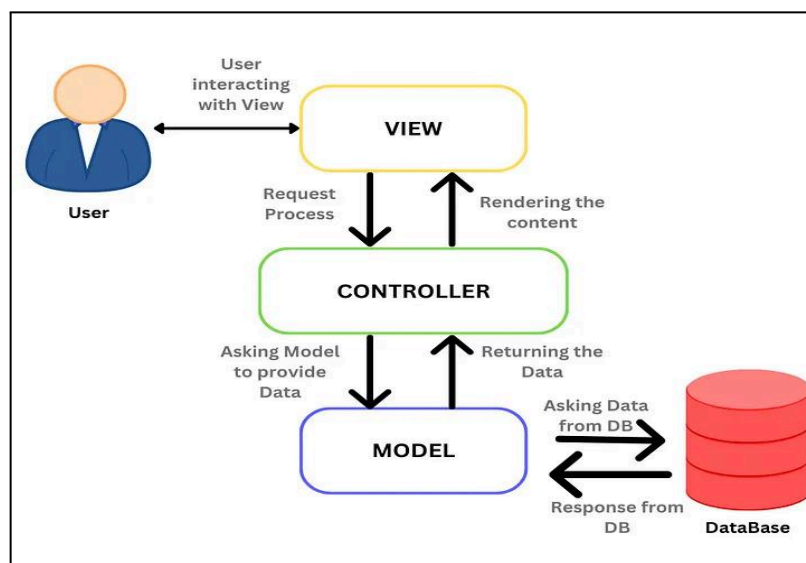 User
interacting
with View
VIEW
User
Request
Process
Rendering the
content
CONTROLLER
Asking Model
to provide
Data
Returning the
Data
MODEL
Asking Data
from DB
Response from
DB
DataBase